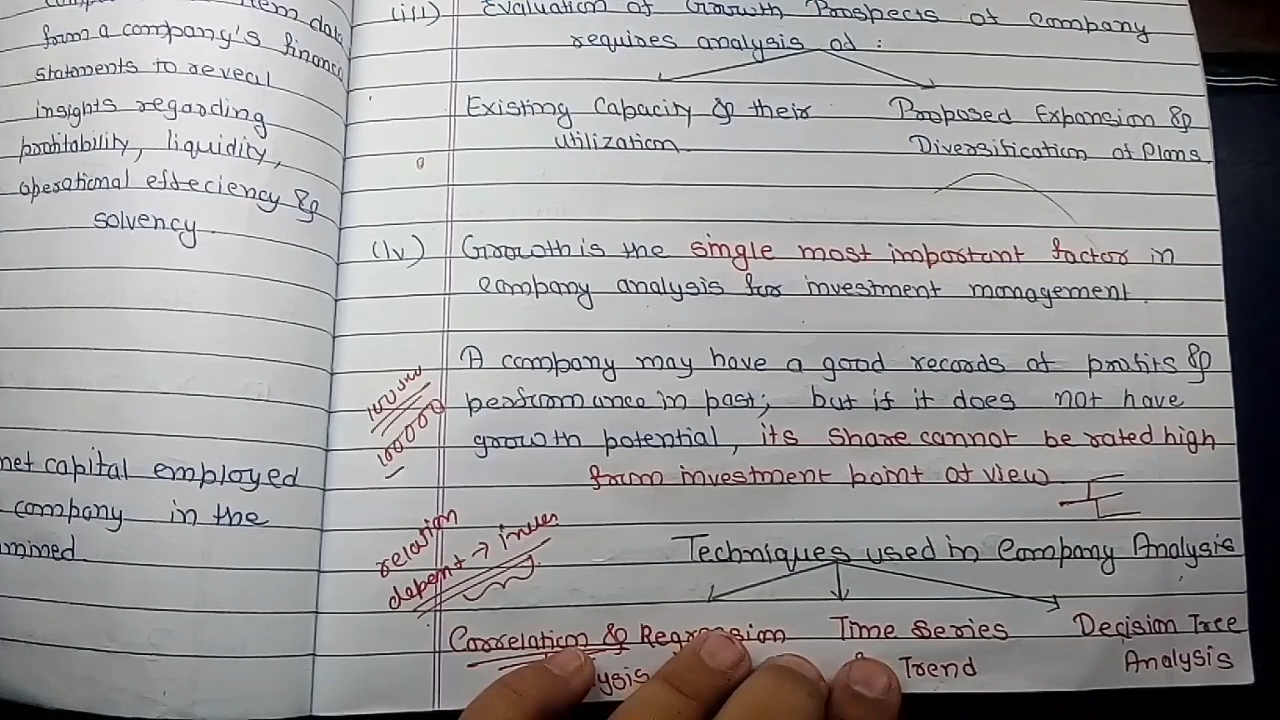 form a company's
statements to reveal
insights regarding
profitability, liquidity,
operational effeciency &
solvency
net capital employed
company in the
mined
(iii) Evaluation of Growth Prospects of Company
requires analysis of :
Existing Capacity & their
utilization
Proposed Expansion &
Diversification of Plans
(iv) Growth is the single most important factor in
company analysis for investment management.
A company may have a good records of profits &
performance in past; but if it does not have
growth potential, its share cannot be rated high
from investment point of view
100000
relation
Techniques used in Company Analysis
Correlation & Regression
ysis
Time Series
Trend
Decision Tree
Analysis